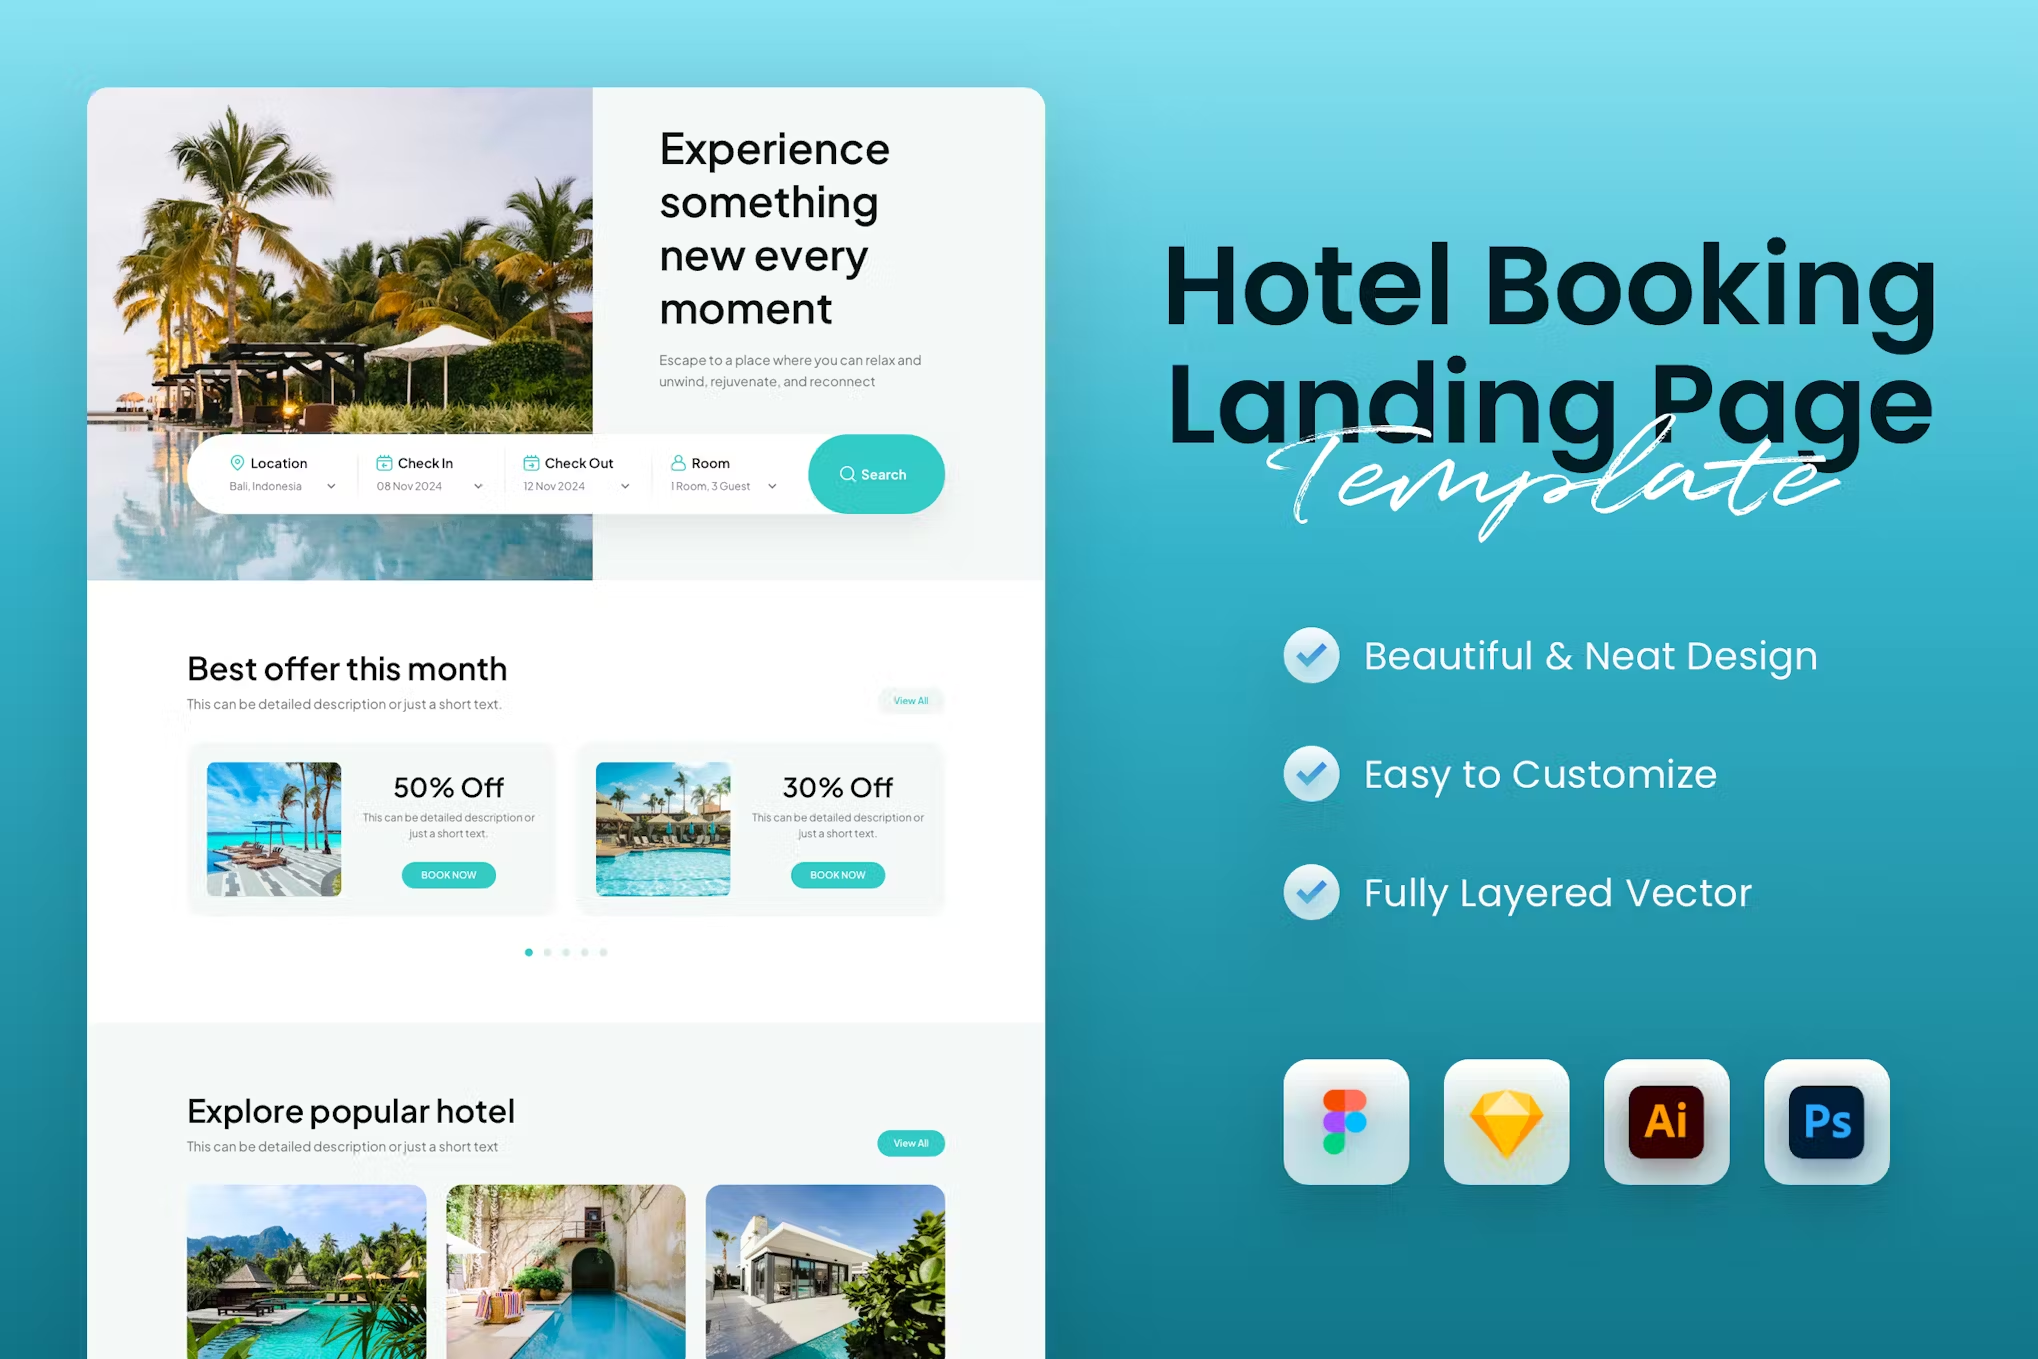 Experience
something
new every
moment
Escape to a place where you can relax and
unwind, rejuvenate, and reconnect
Location
Bali, Indonesia
Check In
08 Nov 2024
Check Out
12 Nov 2024
Room
1 Room, 3 Guest
Search
Best offer this month
This can be detailed description or just a short text.
View All
50% Off
This can be detailed description or
just a short text.
BOOK NOW
30% Off
This can be detailed description or
just a short text.
BOOK NOW
Explore popular hotel
This can be detailed description or just a short text
View All
Hotel Booking
Landing Page
Template
Beautiful & Neat Design
Easy to Customize
Fully Layered Vector
Ai
Ps